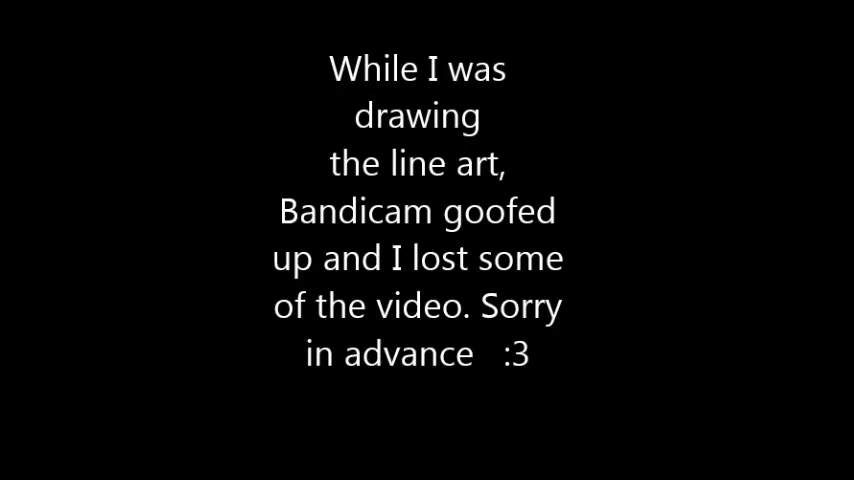 While I was
drawing
the line art,
Bandicam goofed
up and I lost some
of the video. Sorry
in advance :3